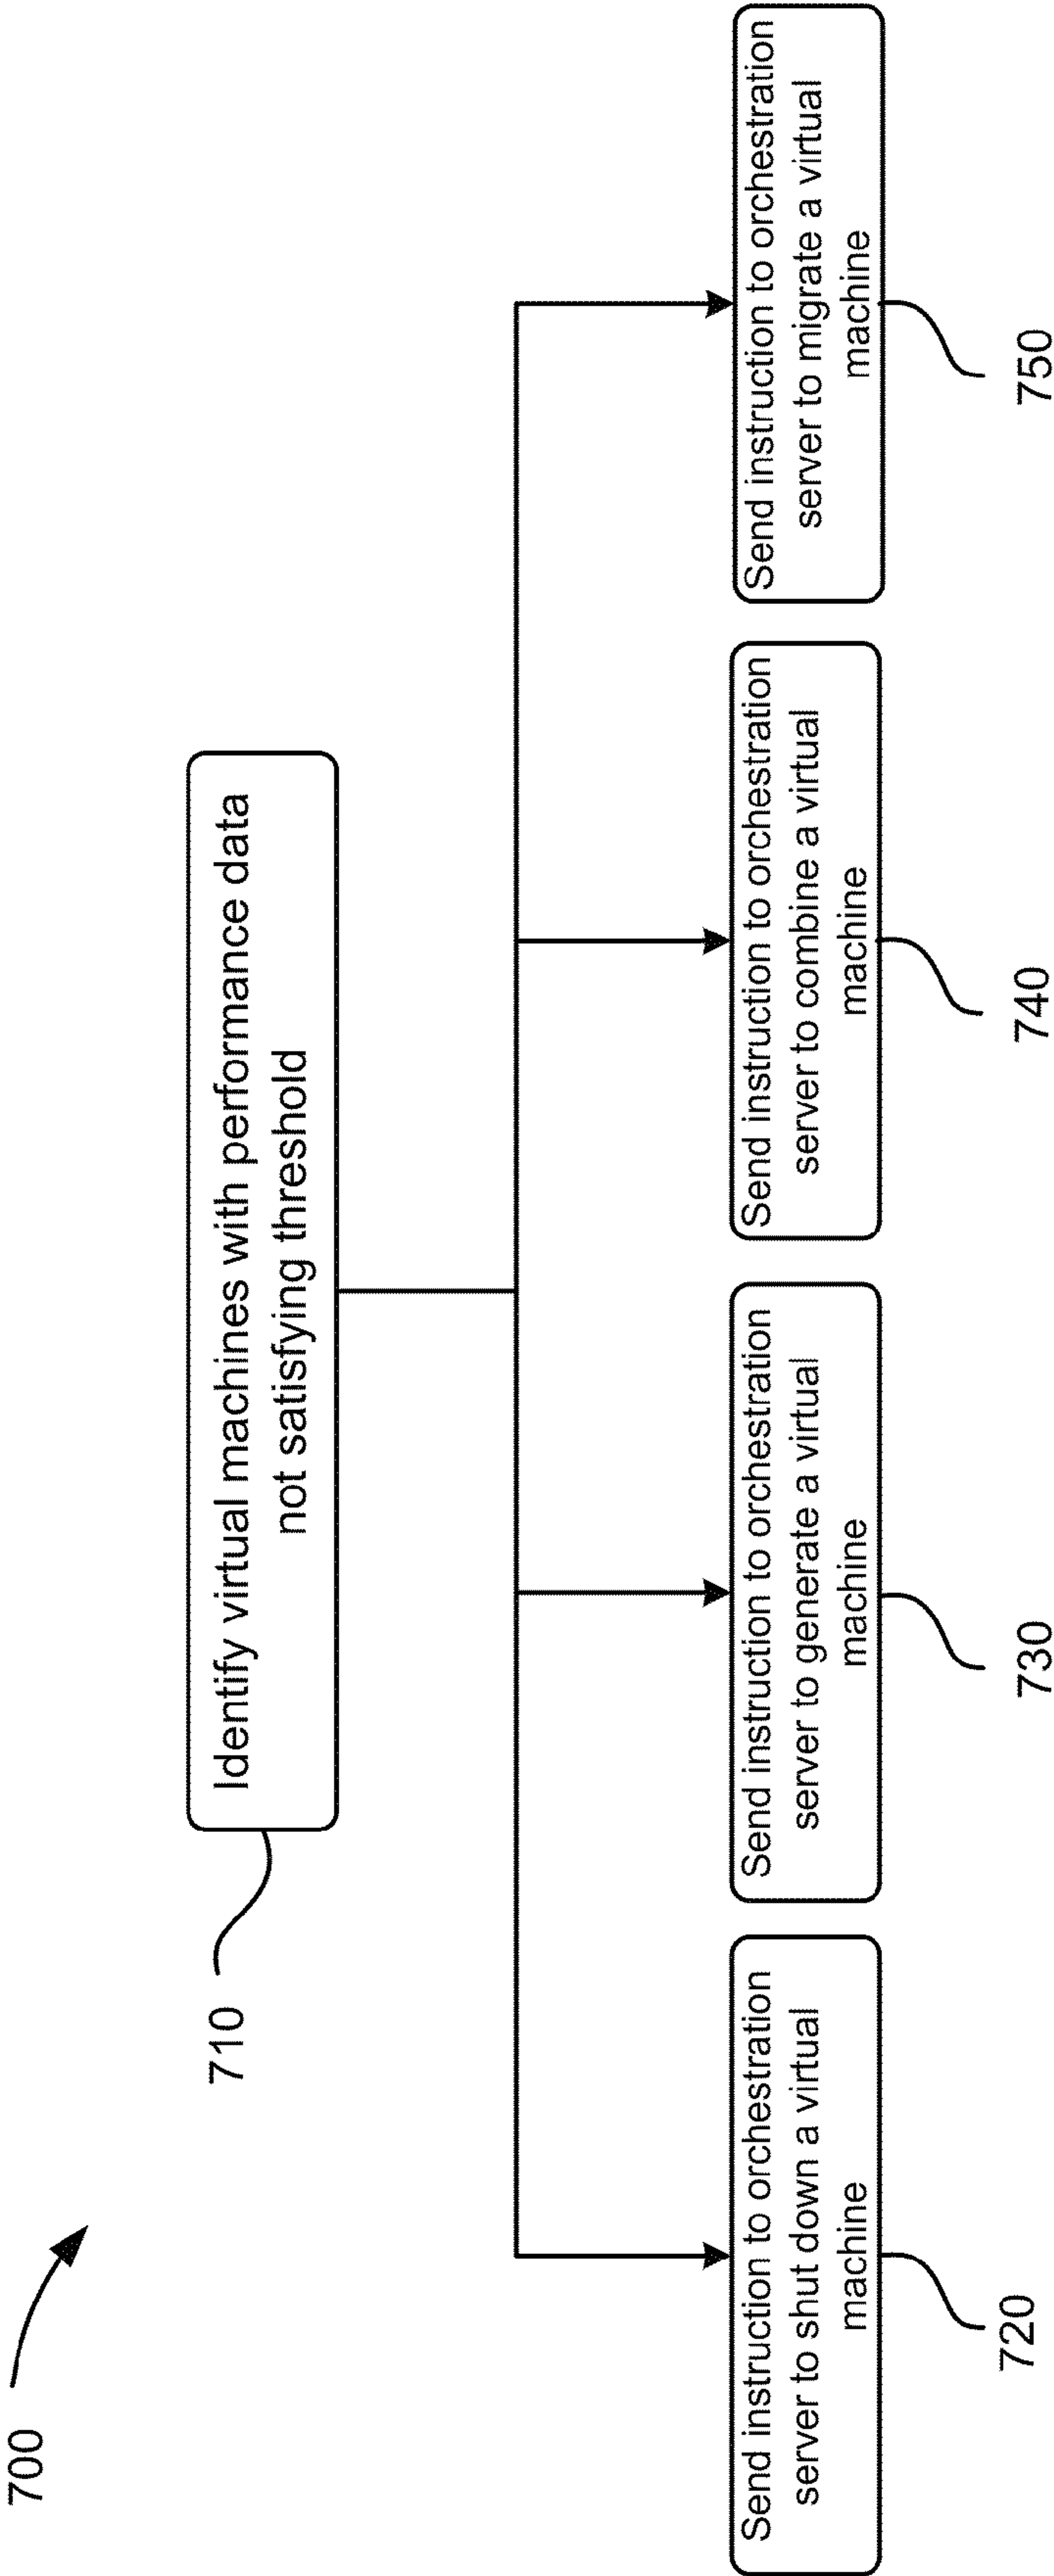 700
710
Identify virtual machines with performance data
not satisfying threshold
Send instruction to orchestration
server to shut down a virtual
machine
720
Send instruction to orchestration
server to generate a virtual
machine
730
Send instruction to orchestration
server to combine a virtual
machine
740
Send instruction to orchestration
server to migrate a virtual
machine
750